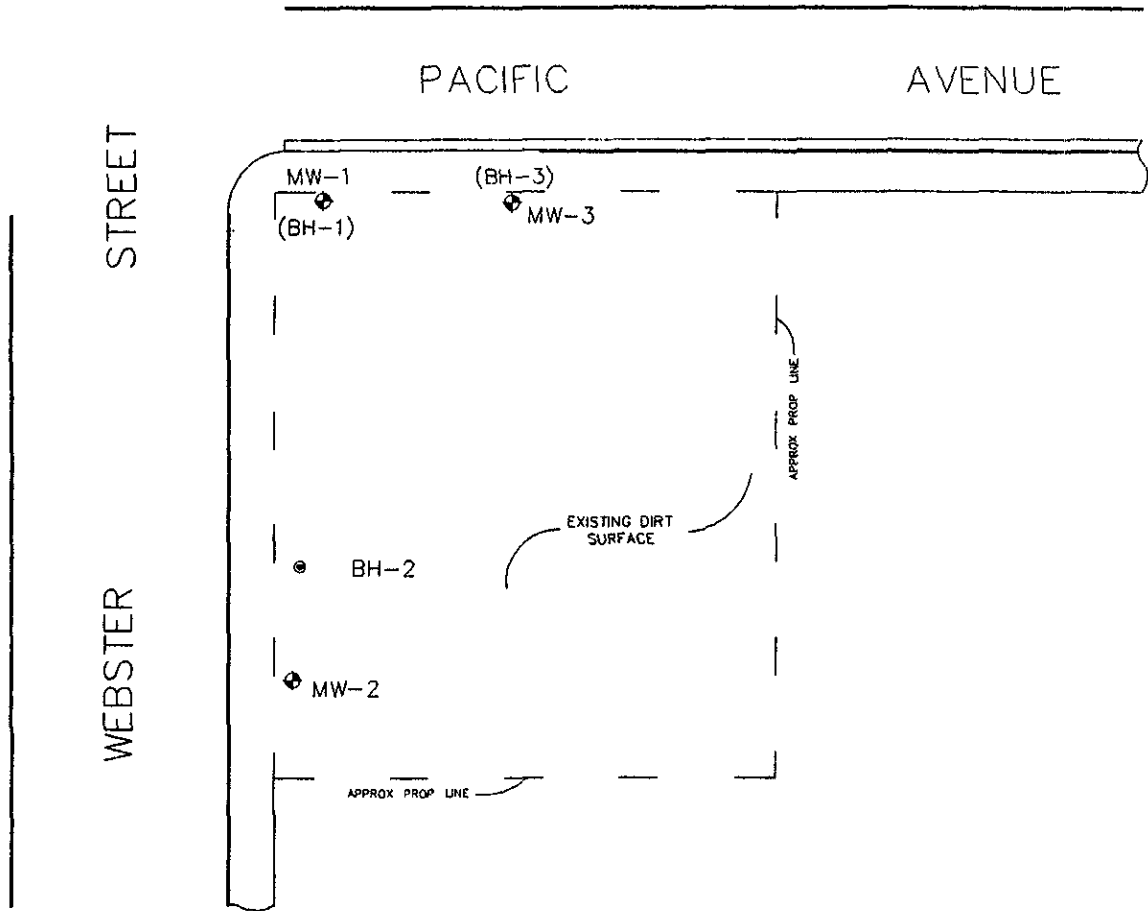 PACIFIC AVENUE
STREET
MW-1
(BH-1)
(BH-3)
MW-3
APPROX PROP LINE
EXISTING DIRT
SURFACE
BH-2
WEBSTER
MW-2
APPROX PROP LINE